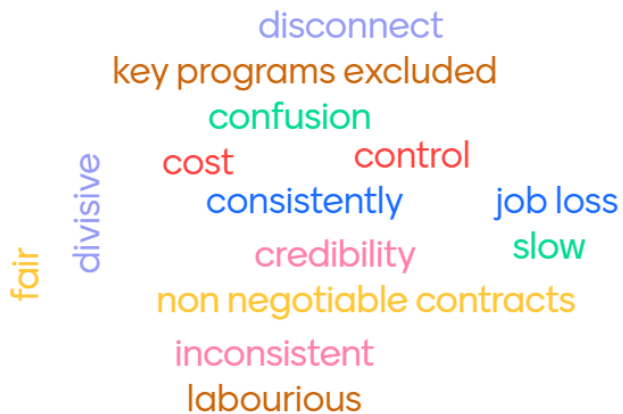 disconnect
key programs excluded
confusion
cost
control
divisive
consistently
job loss
fair
credibility
slow
non negotiable contracts
inconsistent
labourious